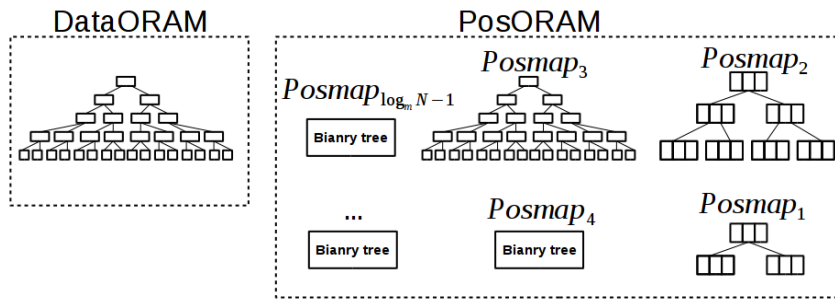 DataORAM
PosORAM
Posmap_{log_m N-1}
Posmap_3
Posmap_2
Bianry tree
...
Posmap_4
Posmap_1
Bianry tree
Bianry tree